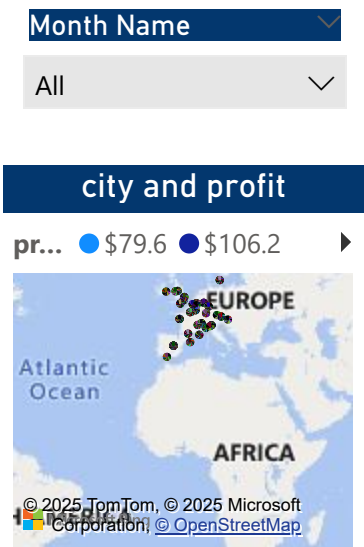 Month Name
All
city and profit
pr... $79.6 $106.2
EUROPE
Atlantic
Ocean
AFRICA
© 2025 TomTom, © 2025 Microsoft
Corporation, © OpenStreetMap